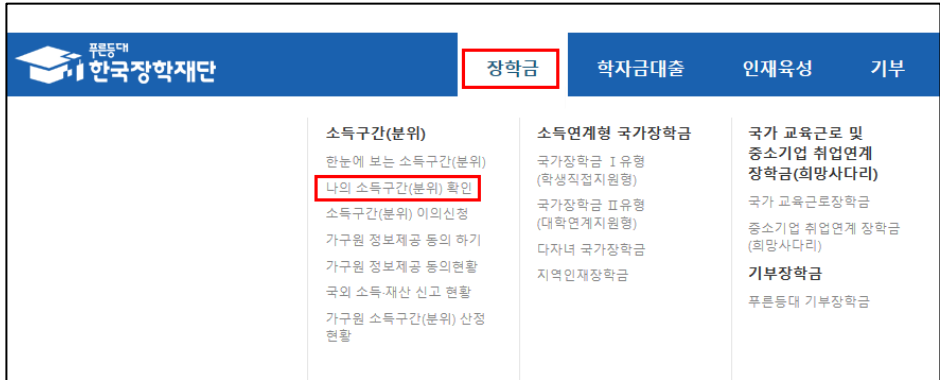 푸른등대
한국장학재단
장학금
학자금대출
인재육성
기부
소득구간(분위)
한눈에 보는 소득구간(분위)
나의 소득구간(분위) 확인
소득구간(분위) 이의신청
가구원 정보제공 동의 하기
가구원 정보제공 동의현황
국외 소득·재산 신고 현황
가구원 소득구간(분위) 산정
현황
소득연계형 국가장학금
국가장학금 Ⅰ유형
(학생직접지원형)
국가장학금 Ⅱ유형
(대학연계지원형)
다자녀 국가장학금
지역인재장학금
국가 교육근로 및
중소기업 취업연계
장학금(희망사다리)
국가 교육근로장학금
중소기업 취업연계 장학금
(희망사다리)
기부장학금
푸른등대 기부장학금